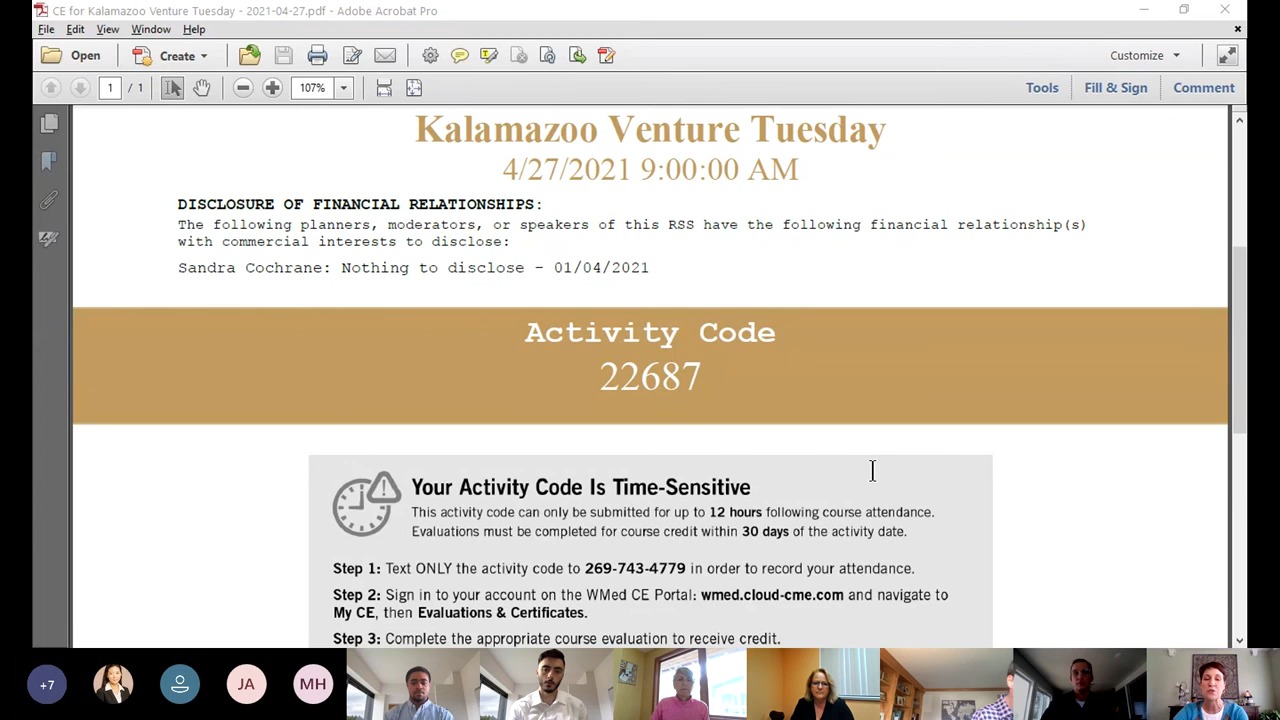 CE for Kalamazoo Venture Tuesday - 2021-04-27.pdf - Adobe Acrobat Pro
File Edit View Window Help
Open Create Customize
1 / 1 107% Tools Fill & Sign Comment
Kalamazoo Venture Tuesday
4/27/2021 9:00:00 AM
DISCLOSURE OF FINANCIAL RELATIONSHIPS:
The following planners, moderators, or speakers of this RSS have the following financial relationship(s)
with commercial interests to disclose:
Sandra Cochrane: Nothing to disclose - 01/04/2021
Activity Code
22687
Your Activity Code Is Time-Sensitive
This activity code can only be submitted for up to 12 hours following course attendance.
Evaluations must be completed for course credit within 30 days of the activity date.
Step 1: Text ONLY the activity code to 269-743-4779 in order to record your attendance.
Step 2: Sign in to your account on the WMed CE Portal: wmed.cloud-cme.com and navigate to
My CE, then Evaluations & Certificates.
Step 3: Complete the appropriate course evaluation to receive credit.
+7 JA MH